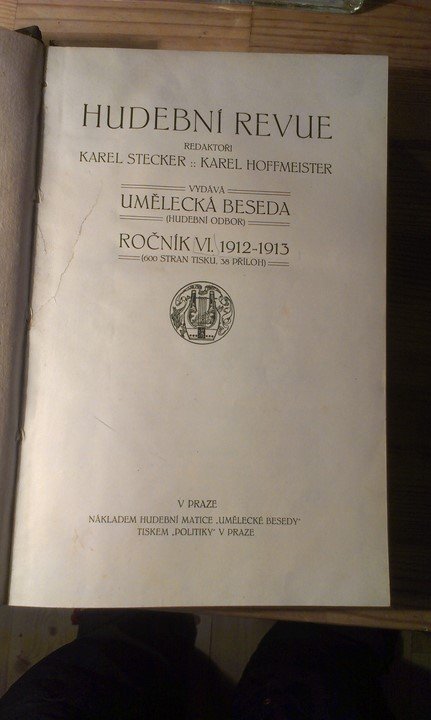 HUDEBNÍ REVUE
REDAKTOŘI
KAREL STECKER :: KAREL HOFFMEISTER
VYDÁVÁ
UMĚLECKÁ BESEDA
(HUDEBNÍ ODBOR)
ROČNÍK VI. 1912-1913
(600 STRAN TISKU, 38 PŘÍLOH)
V PRAZE
NÁKLADEM HUDEBNÍ MATICE „UMĚLECKÉ BESEDY“
TISKEM „POLITIKY“ V PRAZE